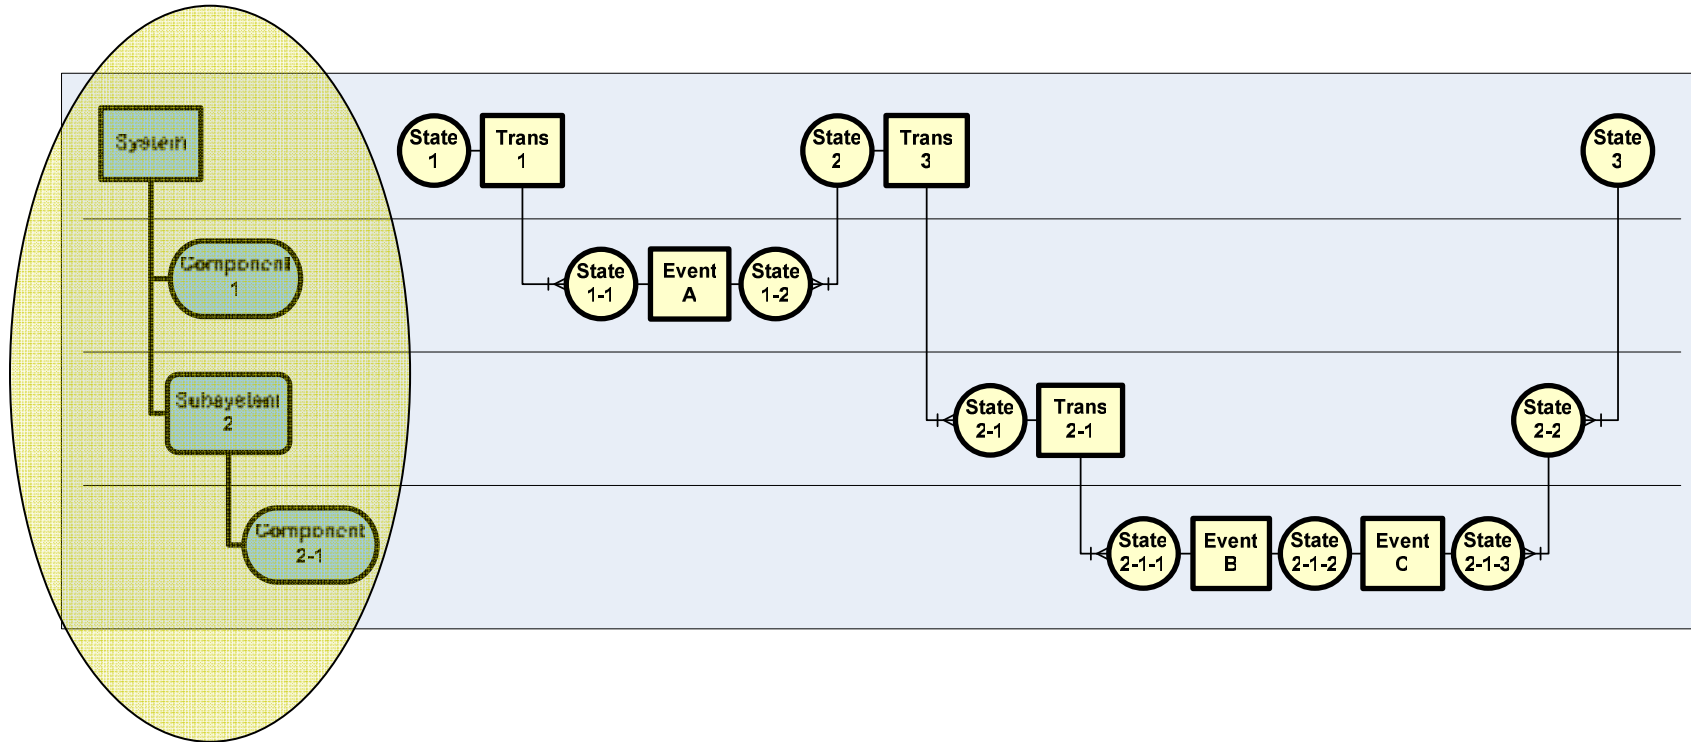 System
State
1
Trans
1
State
2
Trans
3
State
3
Component
1
State
1-1
Event
A
State
1-2
Subsystem
2
State
2-1
Trans
2-1
State
2-2
Component
2-1
State
2-1-1
Event
B
State
2-1-2
Event
C
State
2-1-3